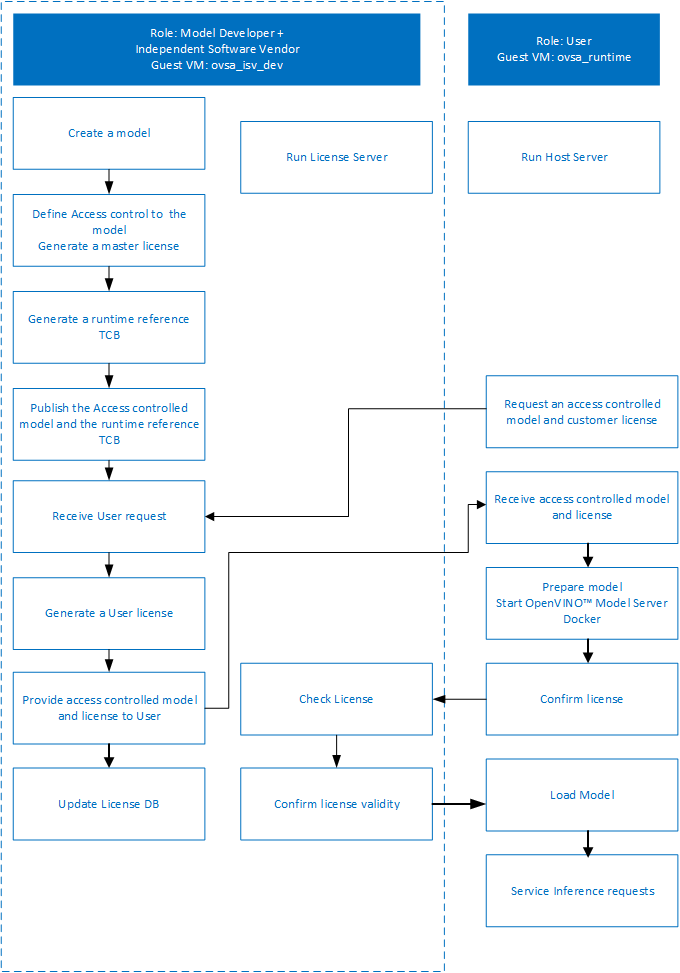 Role: Model Developer +
Independent Software Vendor
Guest VM: ovsa_isv_dev
Role: User
Guest VM: ovsa_runtime
Create a model
Run License Server
Run Host Server
Define Access control to the
model
Generate a master license
Generate a runtime reference
TCB
Publish the Access controlled
model and the runtime reference
TCB
Request an access controlled
model and customer license
Receive User request
Receive access controlled model
and license
Generate a User license
Prepare model
Start OpenVINO™ Model Server
Docker
Provide access controlled model
and license to User
Check License
Confirm license
Update License DB
Confirm license validity
Load Model
Service Inference requests